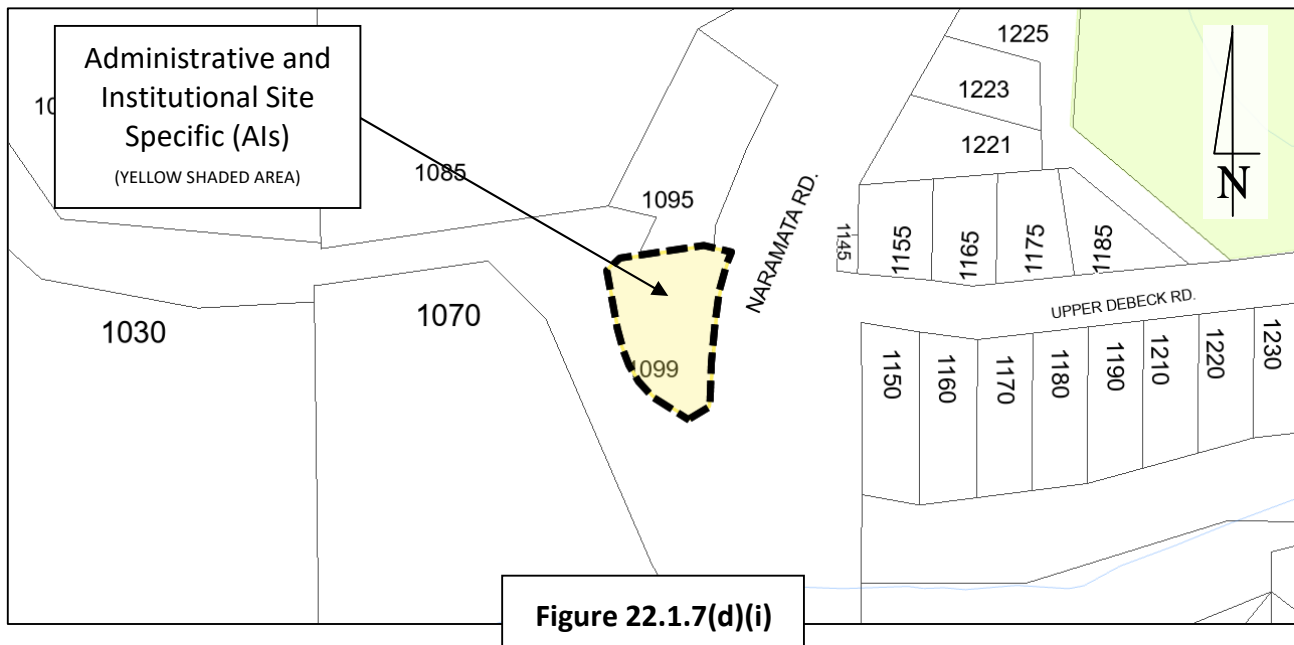 Administrative and
Institutional Site
Specific (AIs)
(YELLOW SHADED AREA)
1225
1223
1221
N
1085
1095
NARAMATA RD.
1145
1155
1165
1175
1185
UPPER DEBECK RD.
1030
1070
1099
1150
1160
1170
1180
1190
1210
1220
1230
Figure 22.1.7(d)(i)